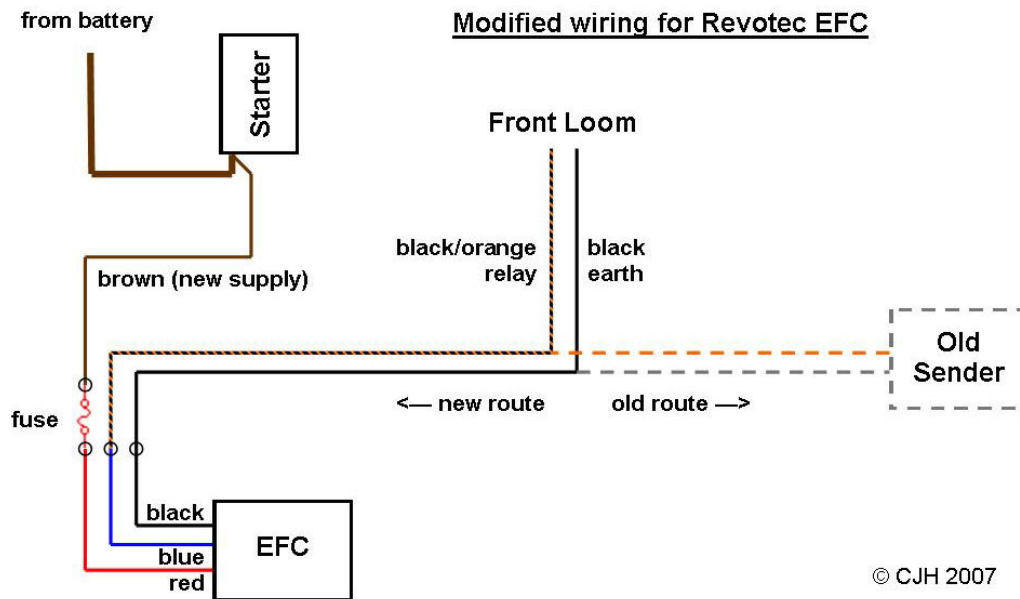 from battery
Modified wiring for Revotec EFC
Starter
Front Loom
black/orange
relay
black
earth
brown (new supply)
Old
Sender
<— new route
old route —>
fuse
black
EFC
blue
red
© CJH 2007